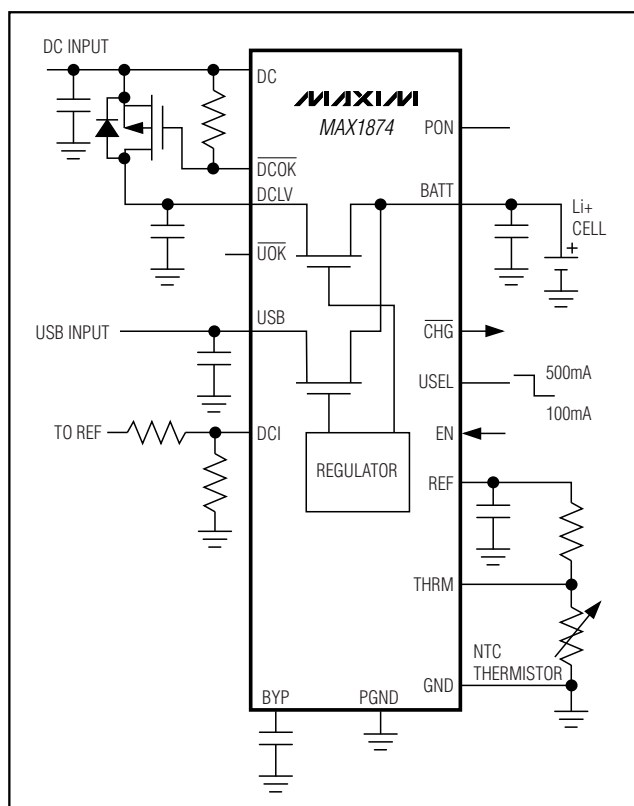 DC INPUT
DC
MAXIM
MAX1874
PON
DCOK
DCLV
BATT
Li+
CELL
+
UOK
USB INPUT
USB
CHG
USEL
500mA
100mA
TO REF
DCI
EN
REGULATOR
REF
THRM
NTC
THERMISTOR
GND
BYP
PGND